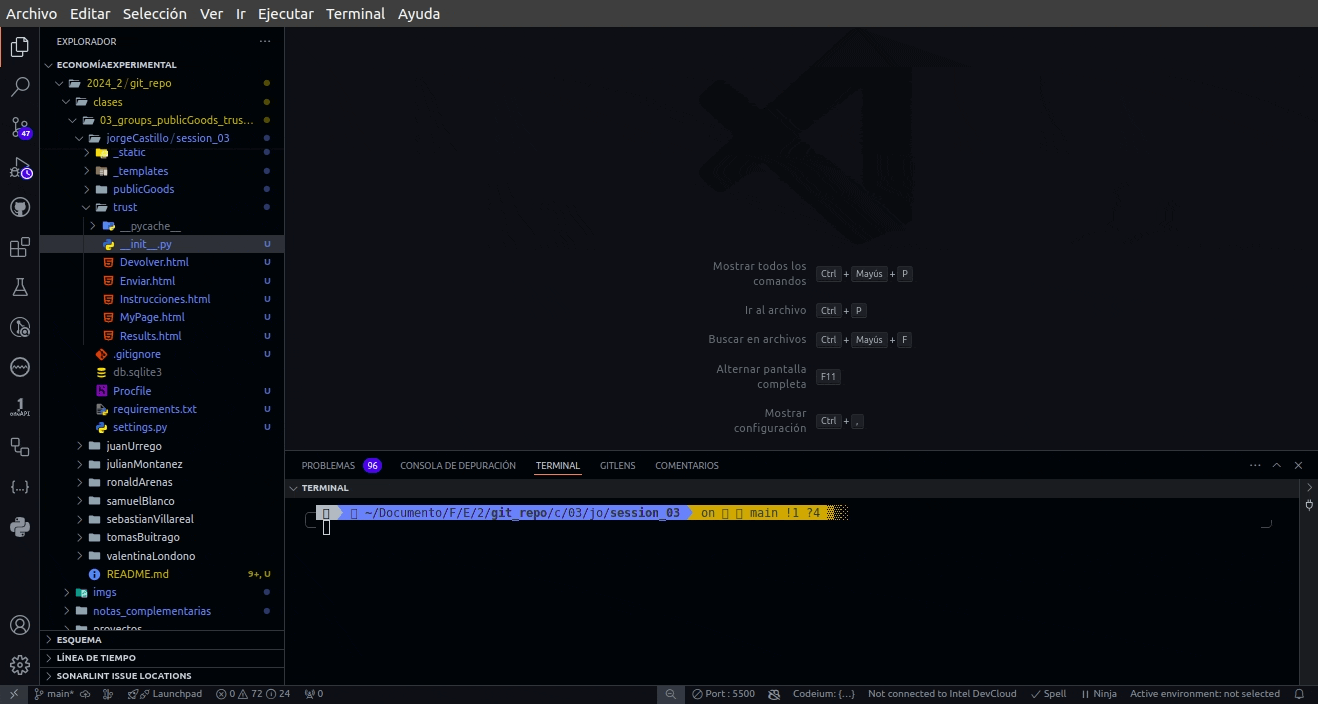 Archivo Editar Selección Ver Ir Ejecutar Terminal Ayuda
EXPLORADOR
ECONOMÍAEXPERIMENTAL
2024_2 / git_repo
clases
03_groups_publicGoods_trus...
jorgeCastillo / session_03
_static
_templates
publicGoods
trust
__pycache__
__init__.py U
Devolver.html U
Enviar.html U
Instrucciones.html U
MyPage.html U
Results.html U
.gitignore U
db.sqlite3
Procfile U
requirements.txt U
settings.py U
juanUrrego
julianMontanez
ronaldArenas
samuelBlanco
sebastianVillareal
tomasBuitrago
valentinaLondono
README.md 9+, U
imgs
notas_complementarias
proyectos
ESQUEMA
LÍNEA DE TIEMPO
SONARLINT ISSUE LOCATIONS
47
1
oneAPI
Mostrar todos los
comandos Ctrl + Mayús + P
Ir al archivo Ctrl + P
Buscar en archivos Ctrl + Mayús + F
Alternar pantalla
completa F11
Mostrar
configuración Ctrl + ,
PROBLEMAS 96 CONSOLA DE DEPURACIÓN TERMINAL GITLENS COMENTARIOS
TERMINAL
~/Documento/F/E/2/git_repo/c/03/jo/session_03 on main !1 ?4
main* Launchpad 0 72 24 0 Port : 5500 Codeium: {...} Not connected to Intel DevCloud Spell Ninja Active environment: not selected